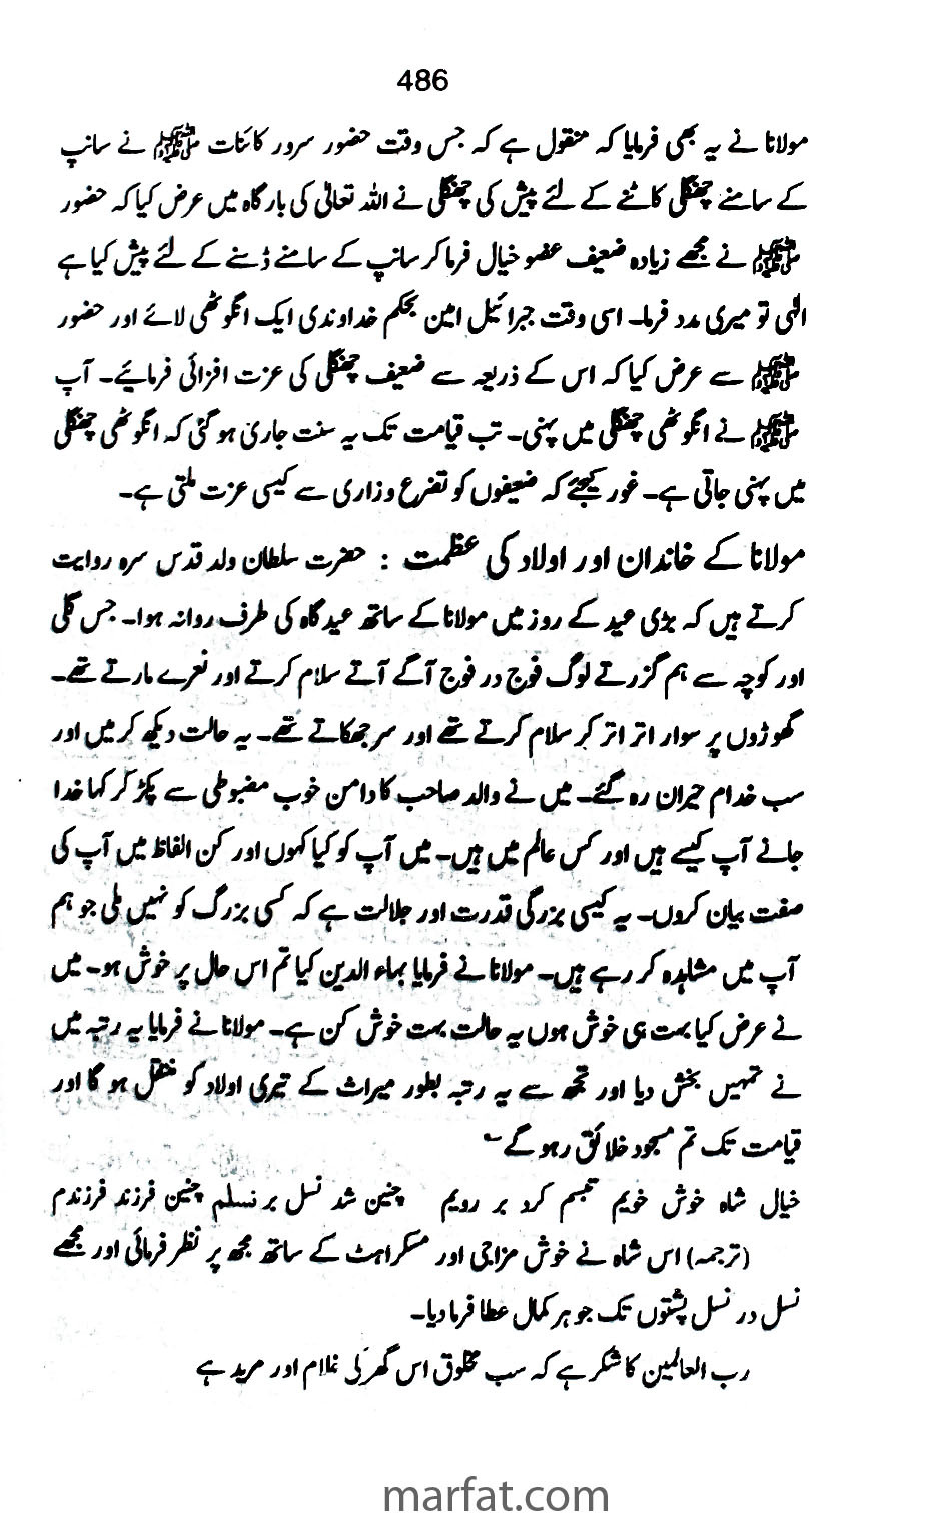 486
مولانا نے یہ بھی فرمایا کہ منقول ہے کہ جس وقت حضور سرور کائنات ﷺ نے سانپ
کے سامنے چھنگلی کاٹنے کے لئے پیش کی چھنگلی نے اللہ تعالیٰ کی بارگاہ میں عرض کیا کہ حضور
ﷺ نے مجھے زیادہ ضعیف عضو خیال فرما کر سانپ کے سامنے ڈسنے کے لئے پیش کیا ہے
الٰہی تو میری مدد فرما۔ اسی وقت جبرائیل امین بحکم خداوندی ایک انگوٹھی لائے اور حضور
ﷺ سے عرض کیا کہ اس کے ذریعہ سے ضعیف چھنگلی کی عزت افزائی فرمائیے۔ آپ
ﷺ نے انگوٹھی چھنگلی میں پہنی۔ تب قیامت تک یہ سنت جاری ہو گئی کہ انگوٹھی چھنگلی
میں پہنی جاتی ہے۔ غور کیجئے کہ ضعیفوں کو تضرع و زاری سے کیسی عزت ملتی ہے۔
مولانا کے خاندان اور اولاد کی عظمت : حضرت سلطان ولد قدس سرہ روایت
کرتے ہیں کہ بڑی عید کے روز میں مولانا کے ساتھ عیدگاہ کی طرف روانہ ہوا۔ جس گلی
اور کوچہ سے ہم گزرتے لوگ فوج در فوج آگے آتے سلام کرتے اور نعرے مارتے تھے۔
گھوڑوں پر سوار اتر اتر کر سلام کرتے تھے اور سر جھکاتے تھے۔ یہ حالت دیکھ کر میں اور
سب خدام حیران رہ گئے۔ میں نے والد صاحب کا دامن خوب مضبوطی سے پکڑ کر کہا خدا
جانے آپ کیسے ہیں اور کس عالم میں ہیں۔ میں آپ کو کیا کہوں اور کن الفاظ میں آپ کی
صفت بیان کروں۔ یہ کیسی بزرگی قدرت اور جلالت ہے کہ کسی بزرگ کو نہیں ملی جو ہم
آپ میں مشاہدہ کر رہے ہیں۔ مولانا نے فرمایا بہاء الدین کیا تم اس حال پر خوش ہو۔ میں
نے عرض کیا بہت ہی خوش ہوں یہ حالت بہت خوش کن ہے۔ مولانا نے فرمایا یہ رتبہ میں
نے تمہیں بخش دیا اور تجھ سے یہ رتبہ بطور میراث کے تیری اولاد کو منتقل ہو گا اور
قیامت تک تم مسجود خلائق رہو گے ؎
خیال شاہ خوش خویم تبسم کرد بر رویم چنین شد نسل بر نسلم چنین فرزند فرزندم
(ترجمہ) اس شاہ نے خوش مزاجی اور مسکراہٹ کے ساتھ مجھ پر نظر فرمائی اور مجھے
نسل در نسل پشتوں تک جوہر کمال عطا فرما دیا۔
رب العالمین کا شکر ہے کہ سب مخلوق اس گھر کی غلام اور مرید ہے
marfat.com